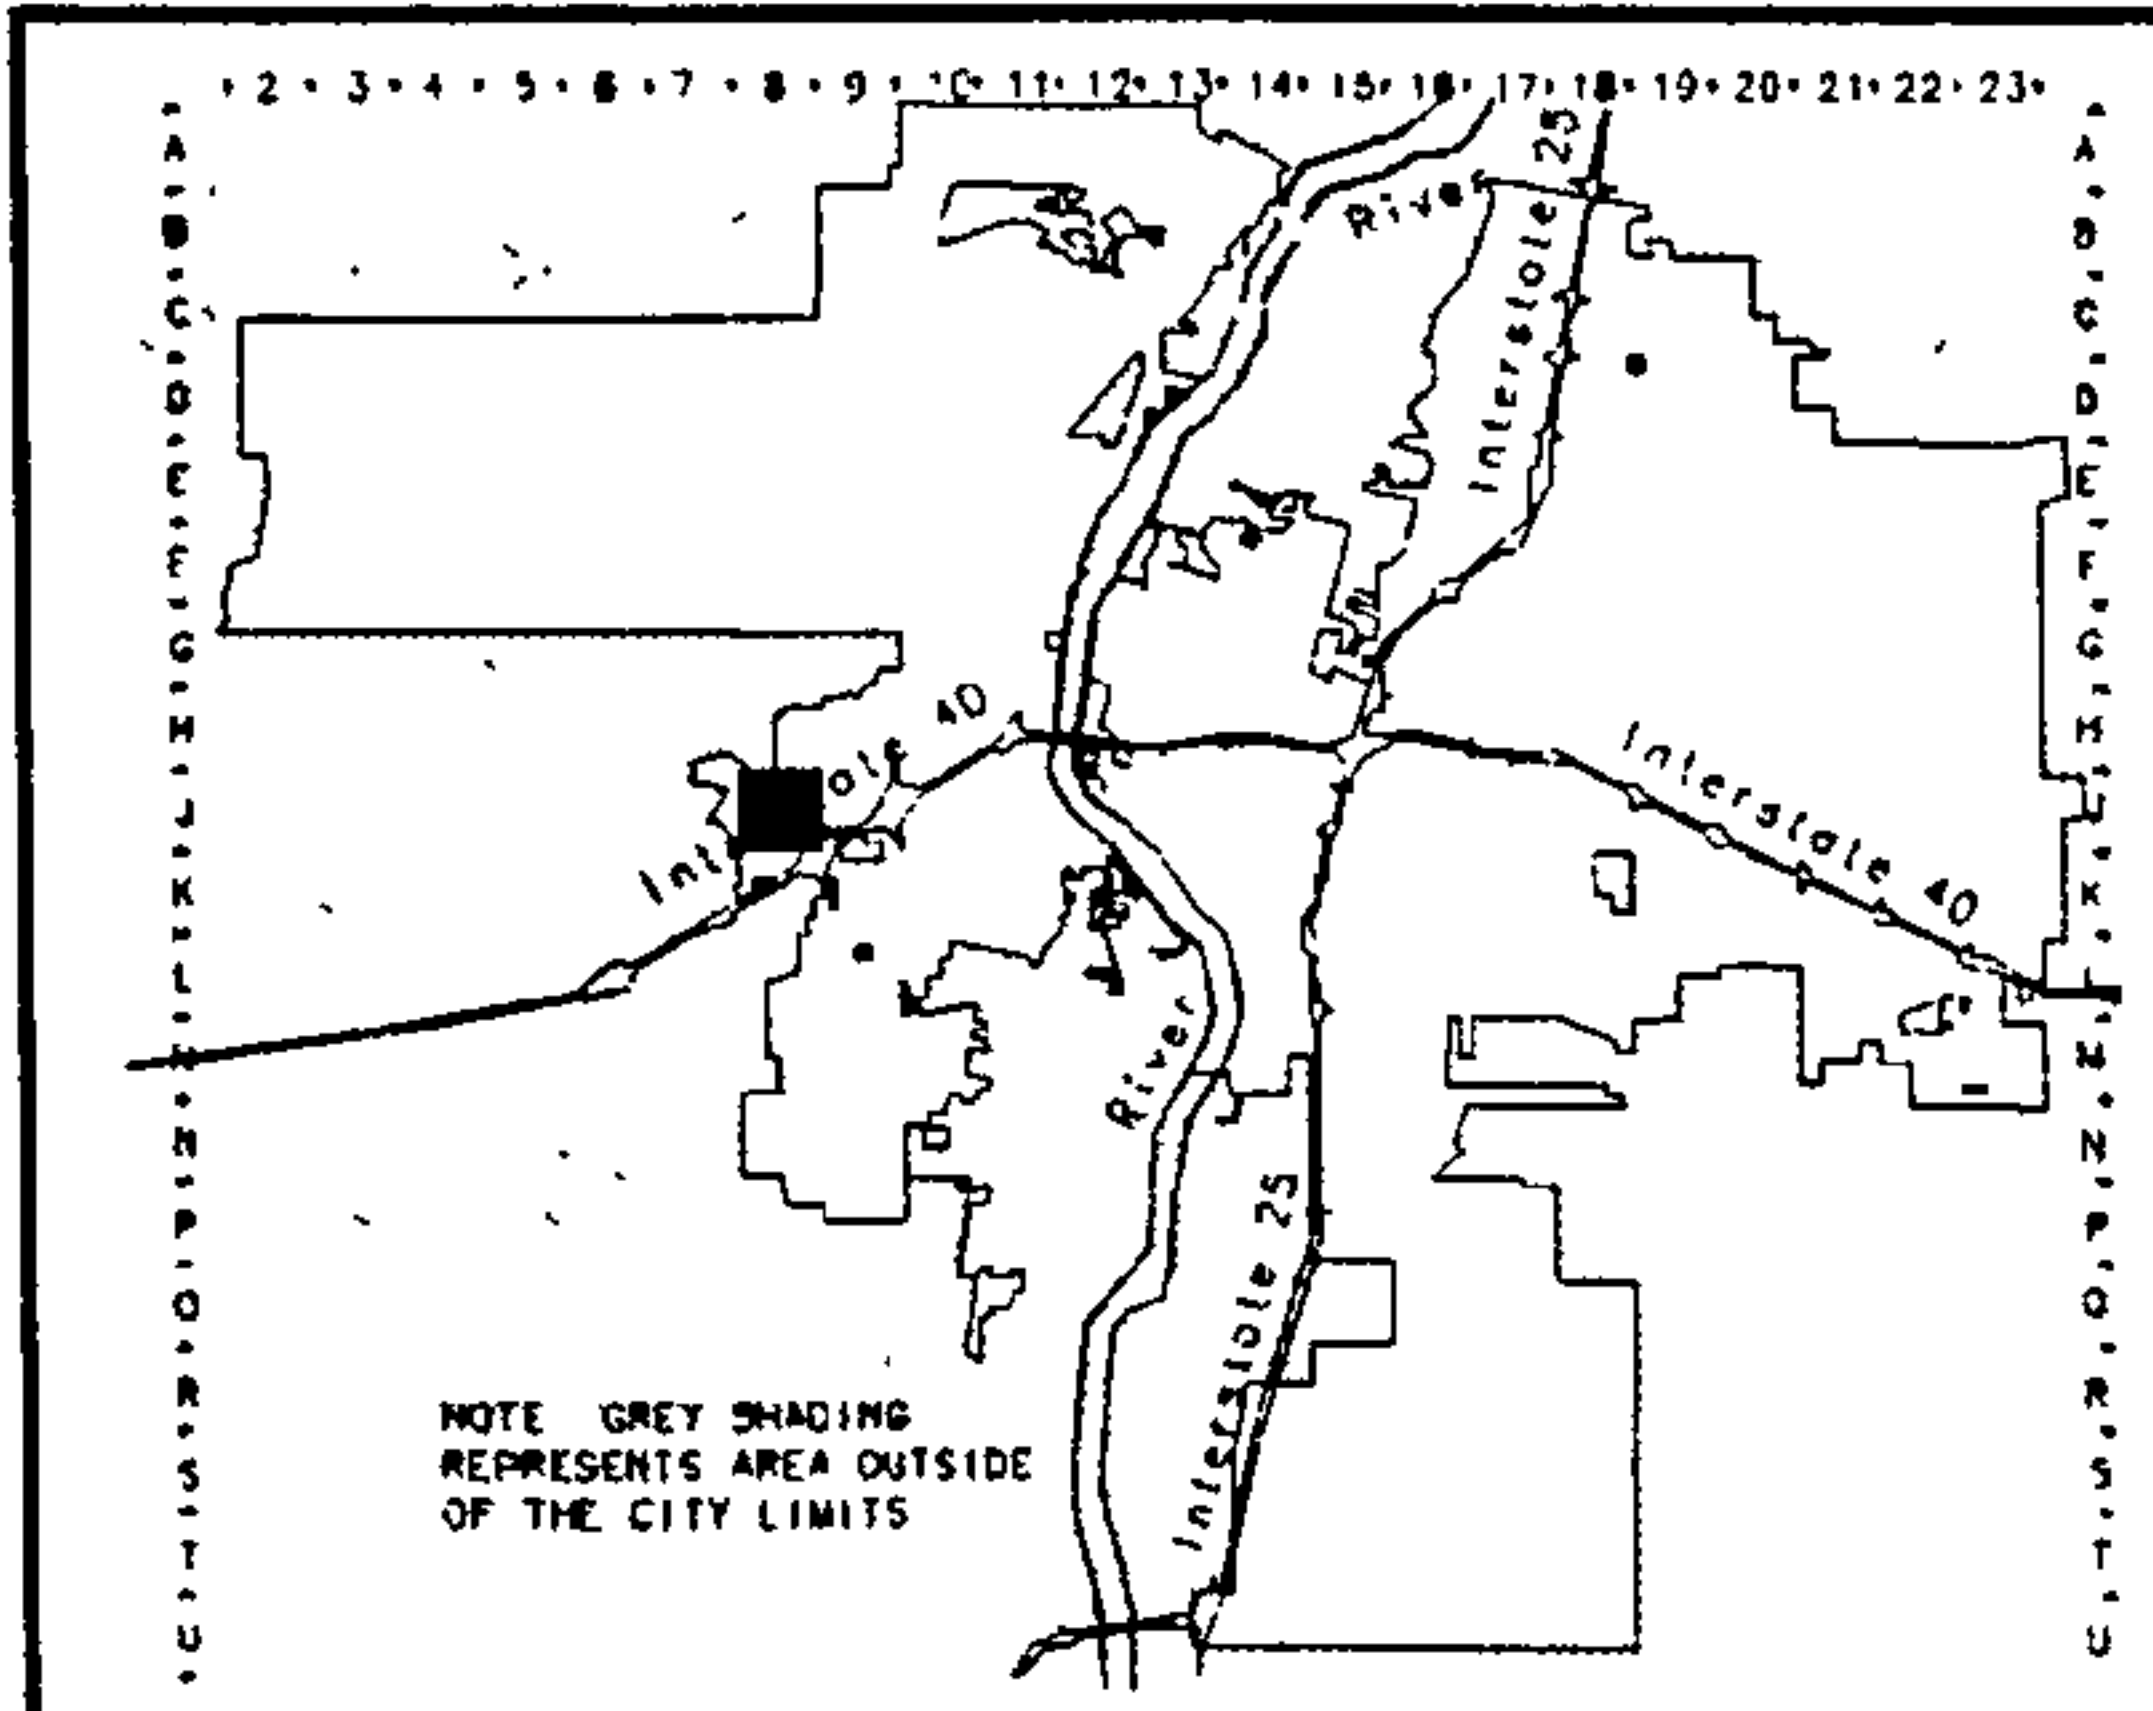 2 3 4 5 6 7 8 9 10 11 12 13 14 15 16 17 18 19 20 21 22 23
A A
B B
C C
D D
E E
F F
G G
H H
J J
K K
L L
M M
N N
P P
Q Q
R R
S S
T T
U U
River
Interstate 25
40
Interstate 40
River
Interstate 25
NOTE GREY SHADING
REPRESENTS AREA OUTSIDE
OF THE CITY LIMITS